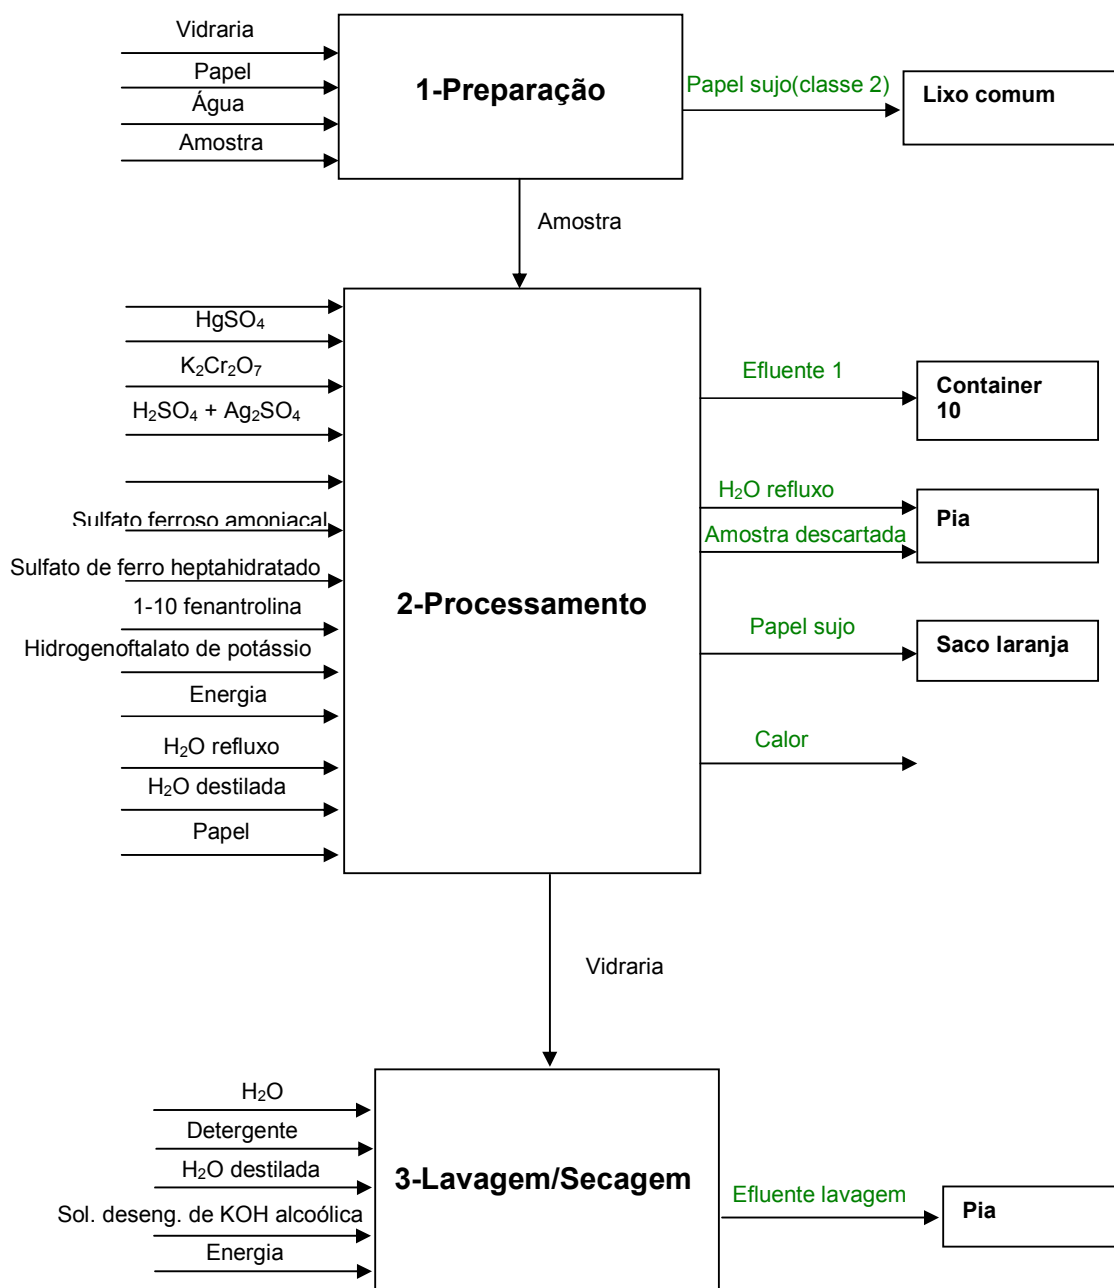 Vidraria
Papel
Água
Amostra
1-Preparação
Papel sujo(classe 2)
Lixo comum
Amostra
HgSO₄
K₂Cr₂O₇
H₂SO₄ + Ag₂SO₄
Sulfato ferroso amoniacal
Sulfato de ferro heptahidratado
1-10 fenantrolina
Hidrogenoftalato de potássio
Energia
H₂O refluxo
H₂O destilada
Papel
2-Processamento
Efluente 1
Container
10
H₂O refluxo
Amostra descartada
Pia
Papel sujo
Saco laranja
Calor
Vidraria
H₂O
Detergente
H₂O destilada
Sol. deseng. de KOH alcoólica
Energia
3-Lavagem/Secagem
Efluente lavagem
Pia